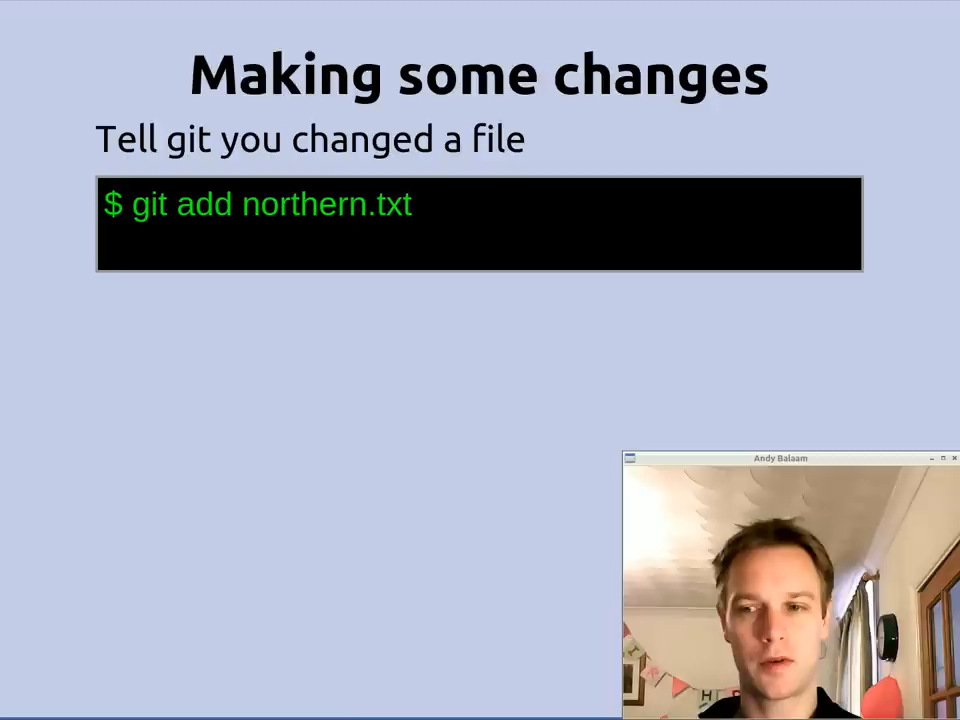 Making some changes
Tell git you changed a file
$ git add northern.txt
Andy Balaam